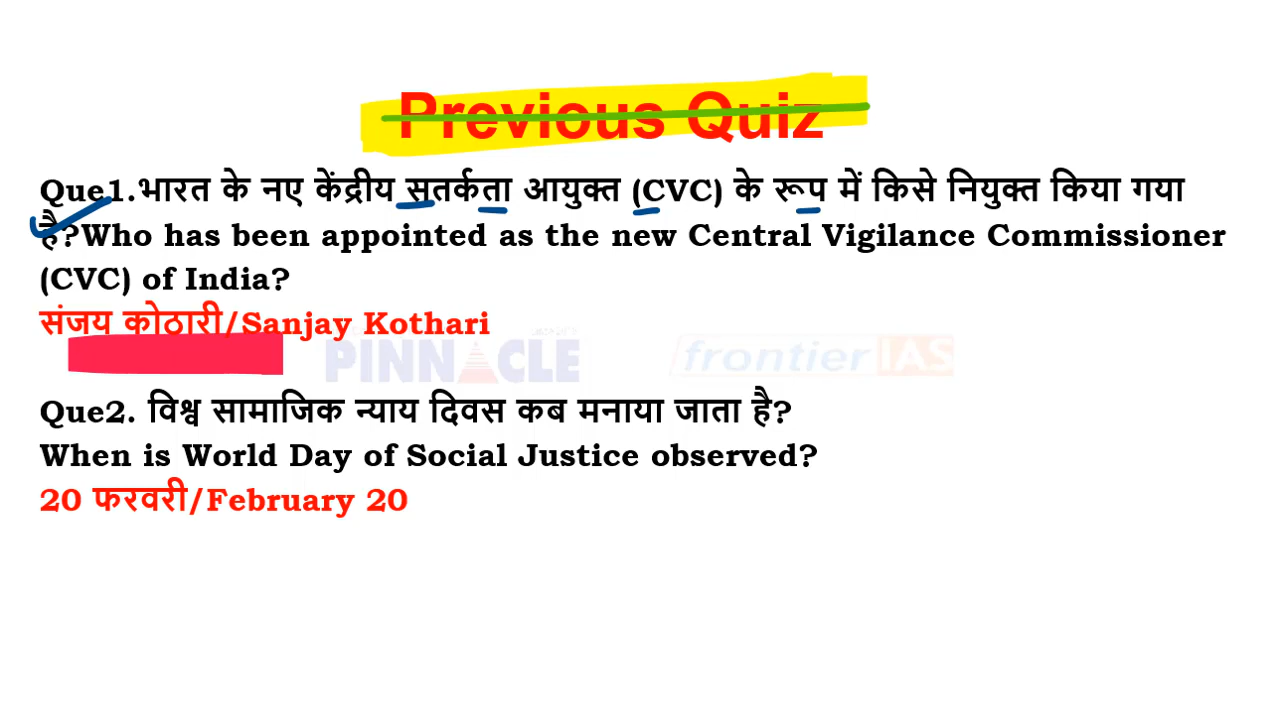 Previous Quiz
Que1.भारत के नए केंद्रीय सतर्कता आयुक्त (CVC) के रूप में किसे नियुक्त किया गया
है?Who has been appointed as the new Central Vigilance Commissioner
(CVC) of India?
संजय कोठारी/Sanjay Kothari
PINNACLE frontier IAS
Que2. विश्व सामाजिक न्याय दिवस कब मनाया जाता है?
When is World Day of Social Justice observed?
20 फरवरी/February 20